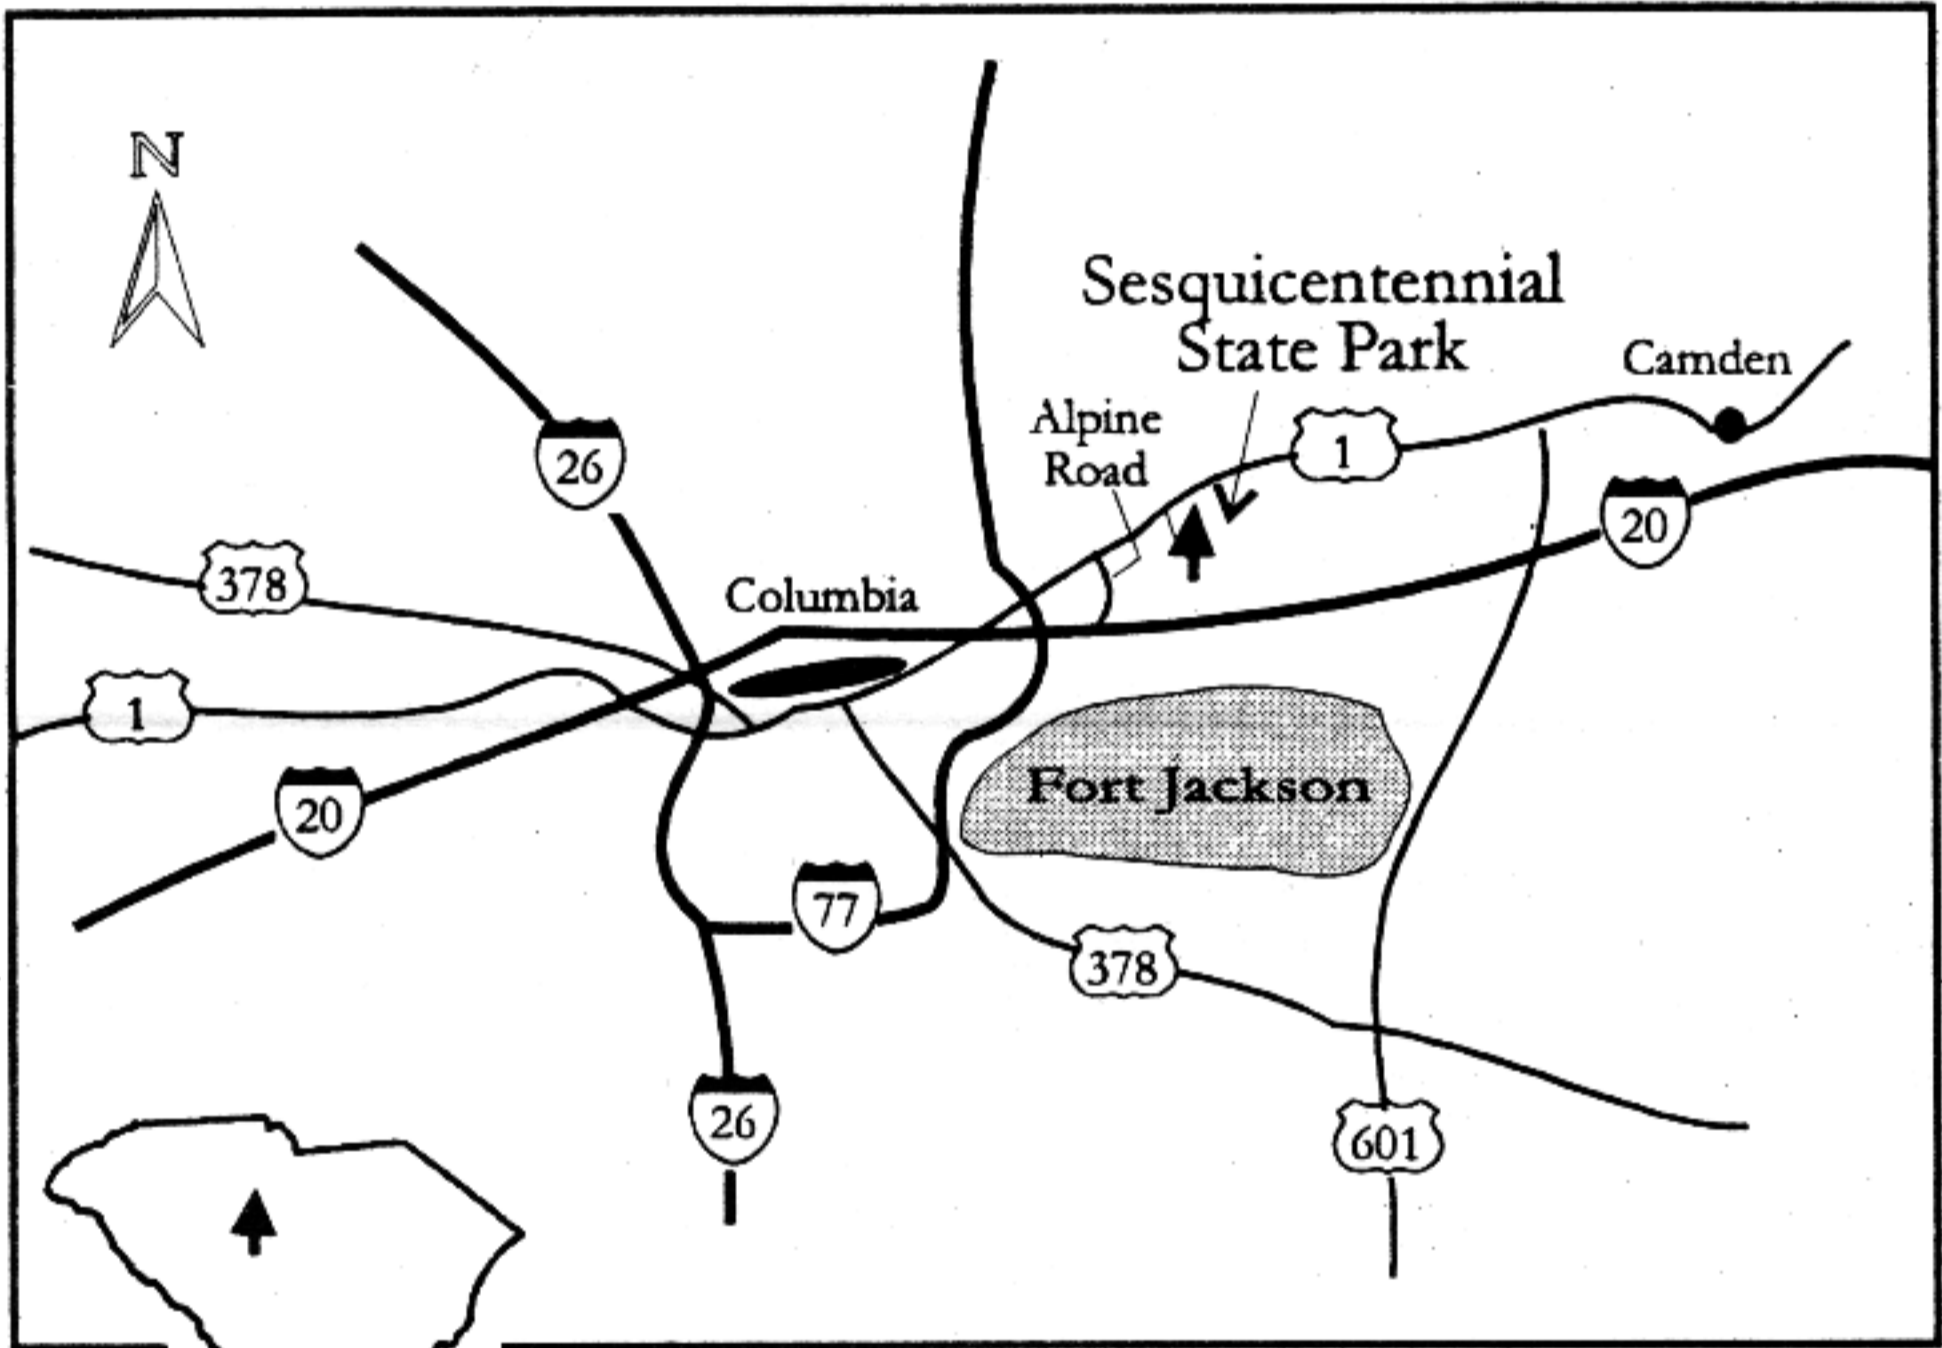 N
Sesquicentennial
State Park
Camden
Alpine
Road
1
26
20
378
Columbia
1
Fort Jackson
20
77
378
26
601